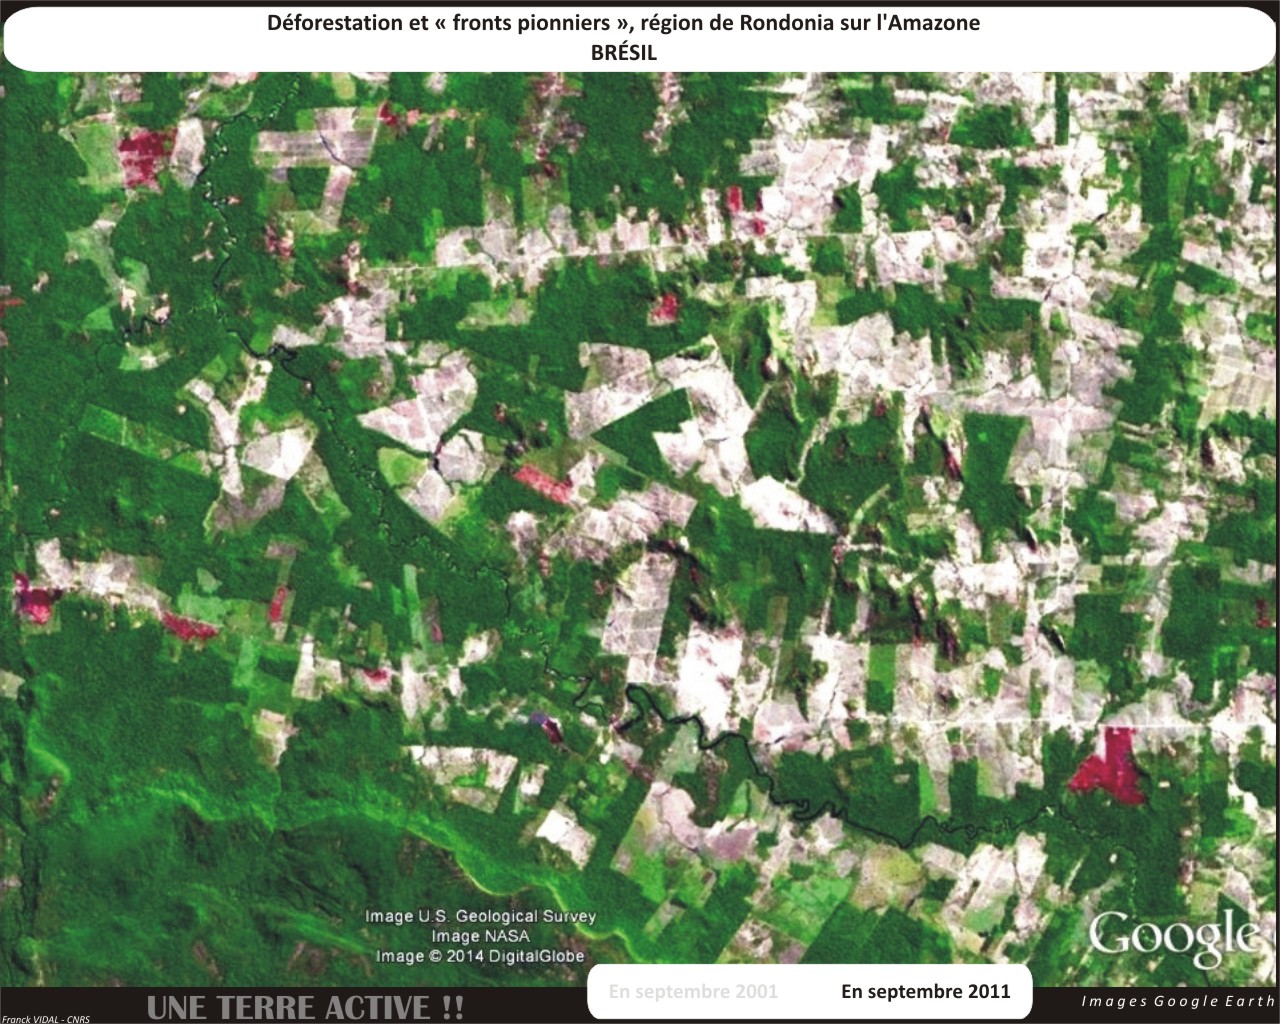 Déforestation et « fronts pionniers », région de Rondonia sur l'Amazone
BRÉSIL
Image U.S. Geological Survey
Image NASA
Image © 2014 DigitalGlobe
Google
En septembre 2001
En septembre 2011
UNE TERRE ACTIVE !!
Images Google Earth
Franck VIDAL - CNRS